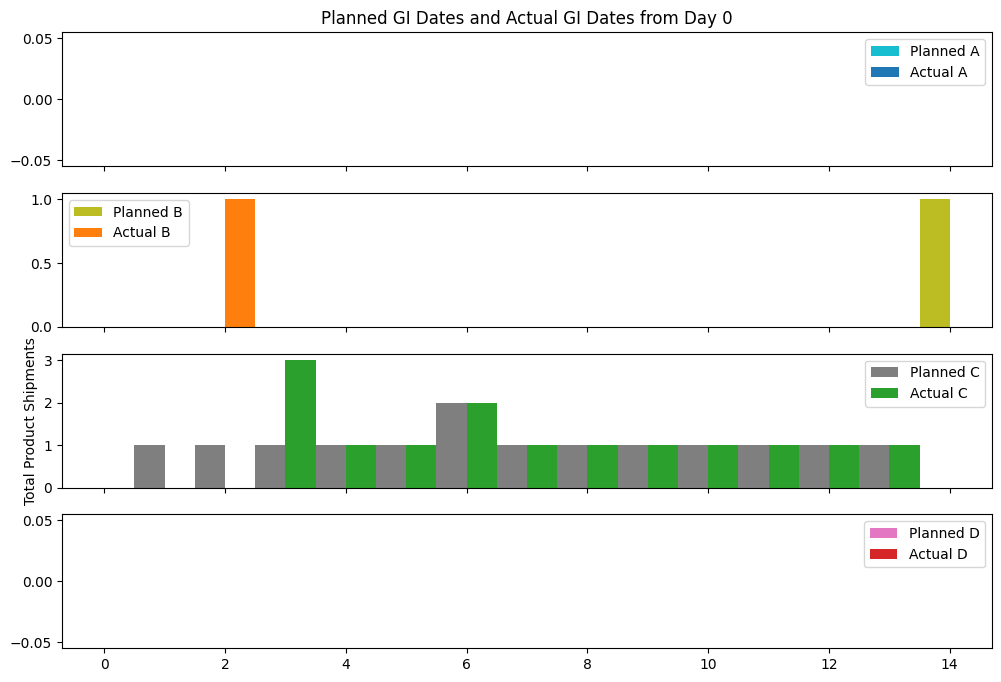 Planned GI Dates and Actual GI Dates from Day 0
0.05
0.00
−0.05
Planned A
Actual A
1.0
0.5
0.0
Planned B
Actual B
Total Product Shipments
3
2
1
0
Planned C
Actual C
0.05
0.00
−0.05
Planned D
Actual D
0 2 4 6 8 10 12 14